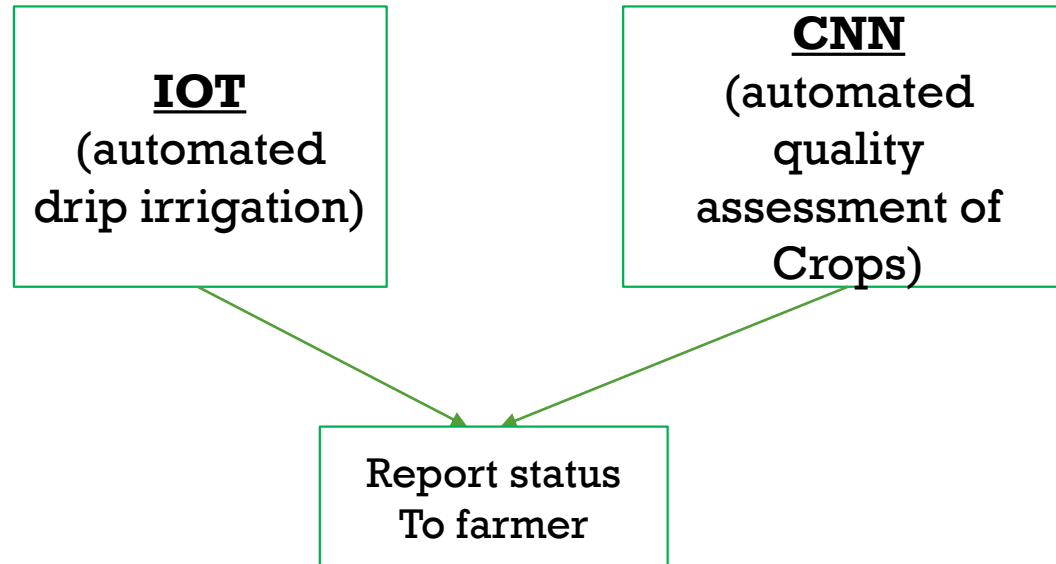 IOT
(automated
drip irrigation)
CNN
(automated
quality
assessment of
Crops)
Report status
To farmer